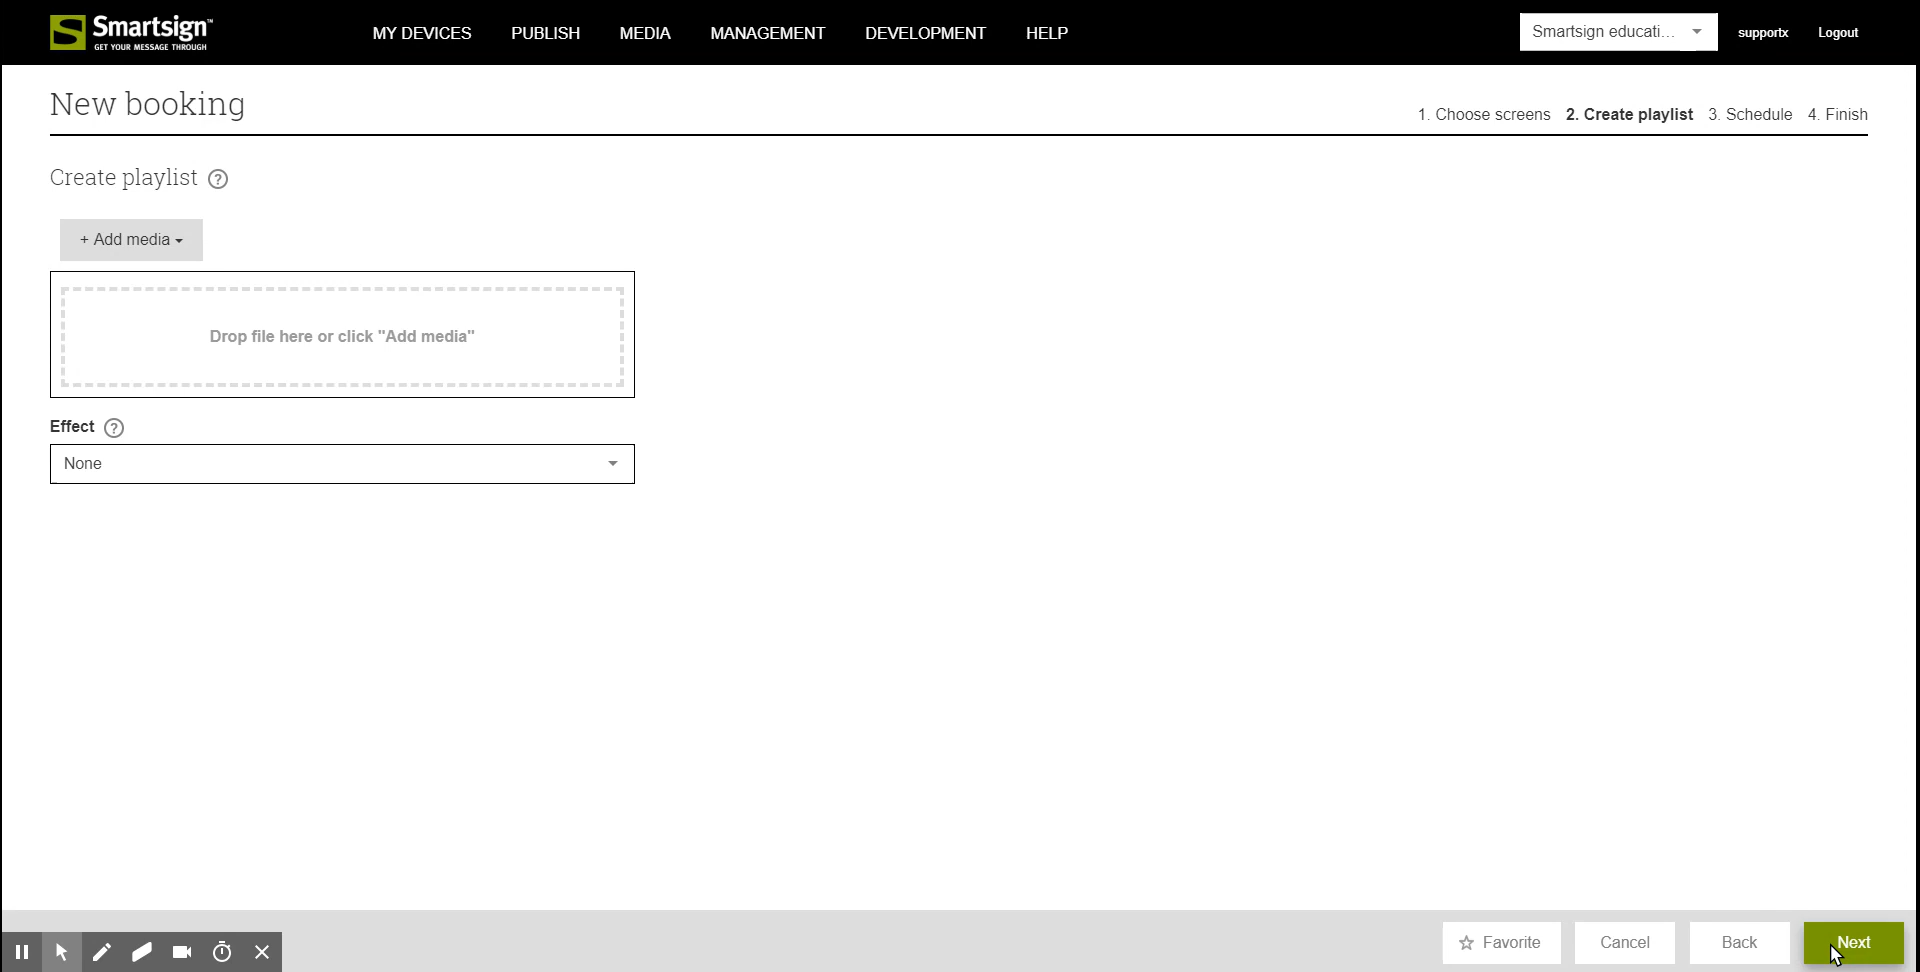 Smartsign™
GET YOUR MESSAGE THROUGH
MY DEVICES PUBLISH MEDIA MANAGEMENT DEVELOPMENT HELP
Smartsign educati... supportx Logout
New booking
1. Choose screens 2. Create playlist 3. Schedule 4. Finish
Create playlist ?
+ Add media
Drop file here or click "Add media"
Effect ?
None
Favorite Cancel Back Next